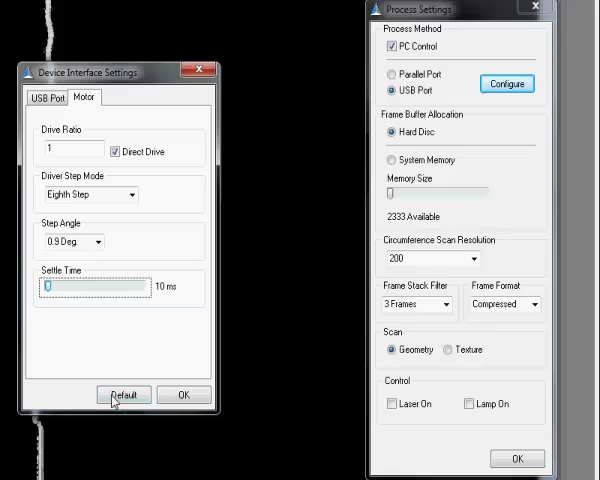 Device Interface Settings
USB Port
Motor
Drive Ratio
1
Direct Drive
Driver Step Mode
Eighth Step
Step Angle
0.9 Deg.
Settle Time
10 ms
Default
OK
Process Settings
Process Method
PC Control
Parallel Port
USB Port
Configure
Frame Buffer Allocation
Hard Disc
System Memory
Memory Size
2333 Available
Circumference Scan Resolution
200
Frame Stack Filter
3 Frames
Frame Format
Compressed
Scan
Geometry
Texture
Control
Laser On
Lamp On
OK